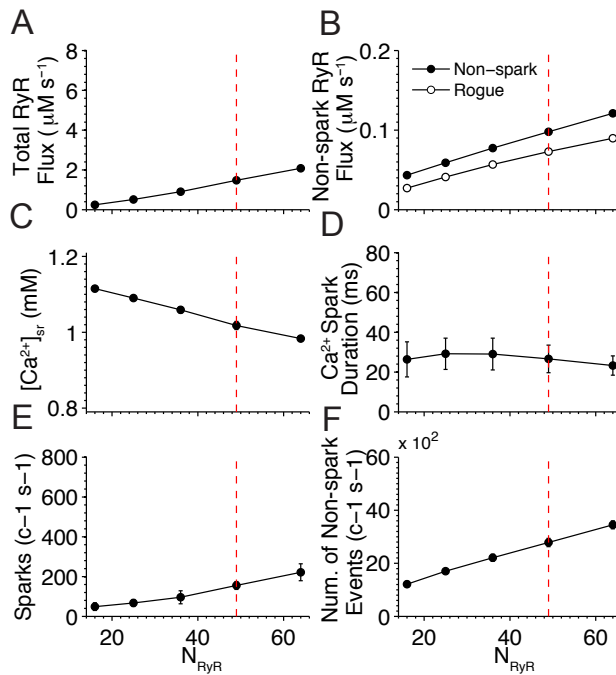 A
Total RyR
Flux ( μM s⁻¹)
8
6
4
2
0
B
Non-spark RyR
Flux ( μM s⁻¹)
0.2
0.1
0
Non−spark
Rogue
C
[Ca²⁺]sr (mM)
1.2
1
0.8
D
Ca²⁺ Spark
Duration (ms)
80
60
40
20
0
E
Sparks (c−1 s−1)
800
600
400
200
0
20 40 60
N_RyR
F
x 10²
Num. of Non-spark
Events (c−1 s−1)
60
40
20
0
20 40 60
N_RyR